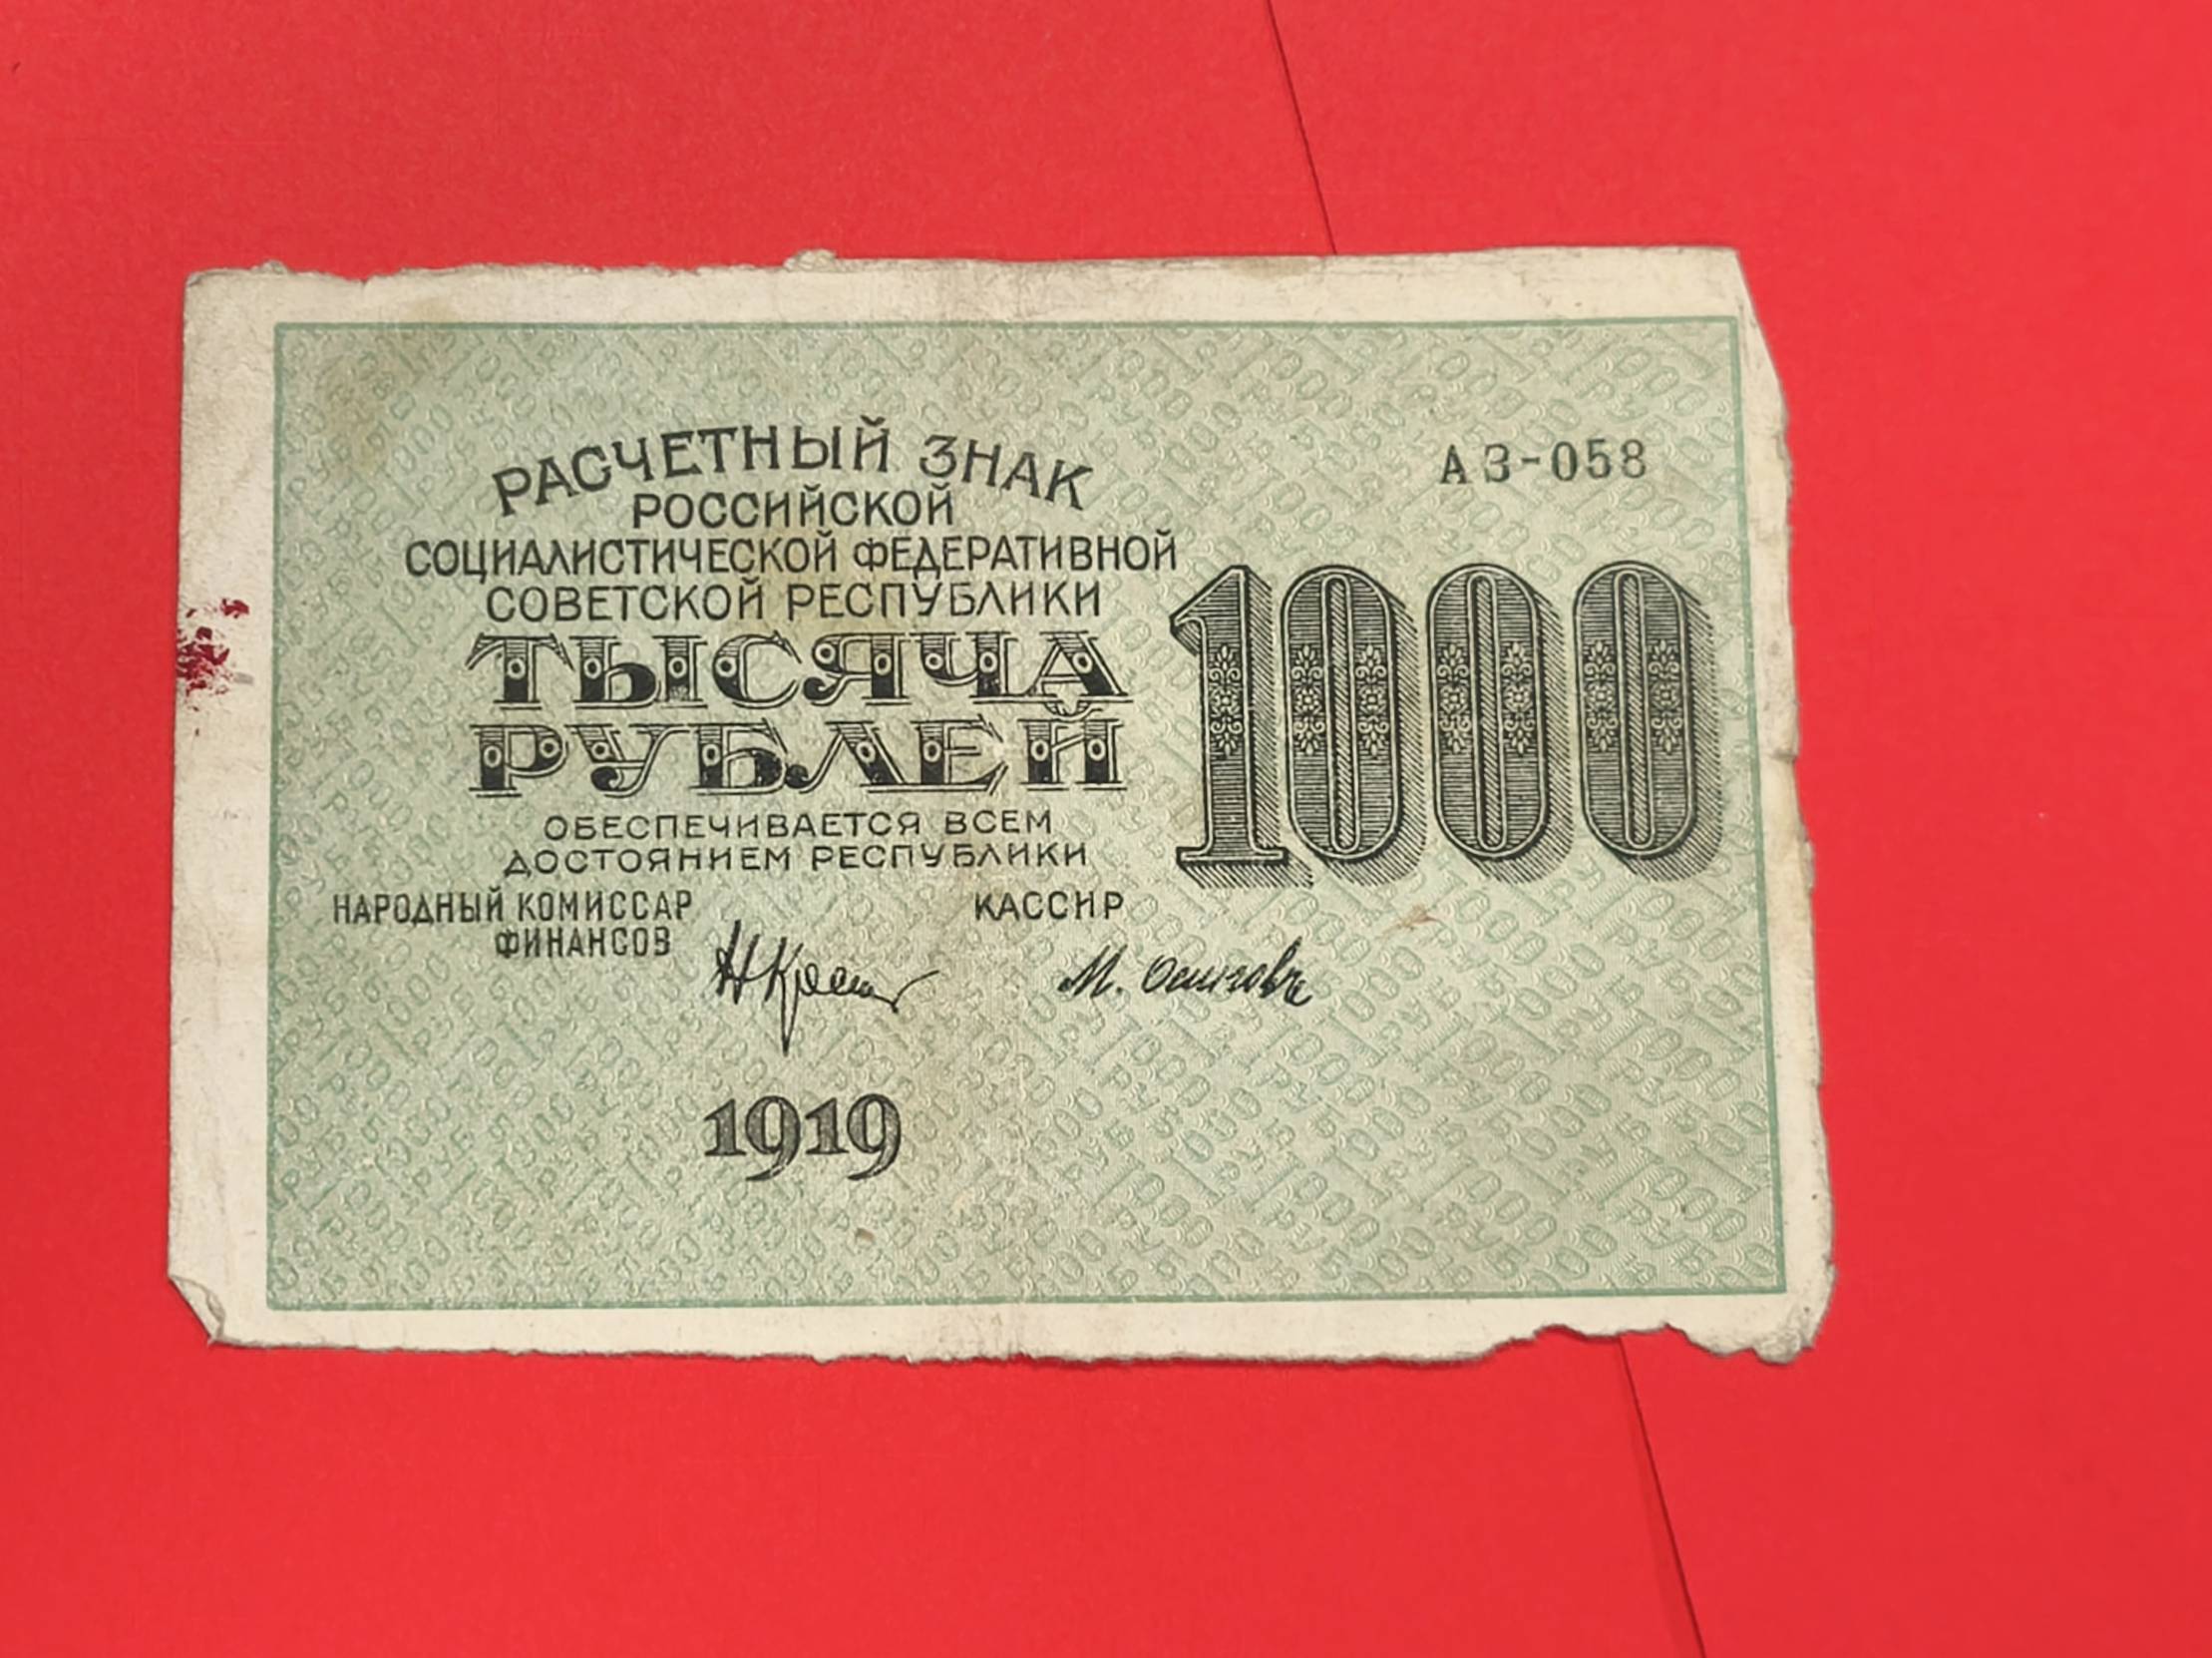 РАСЧЕТНЫЙ ЗНАК
РОССИЙСКОЙ
СОЦИАЛИСТИЧЕСКОЙ ФЕДЕРАТИВНОЙ
СОВЕТСКОЙ РЕСПУБЛИКИ
ТЫСЯЧА
РУБЛЕЙ
ОБЕСПЕЧИВАЕТСЯ ВСЕМ
ДОСТОЯНИЕМ РЕСПУБЛИКИ
НАРОДНЫЙ КОМИССАР
ФИНАНСОВ
КАССИР
М. Осиповъ
1919
АЗ-058
1000